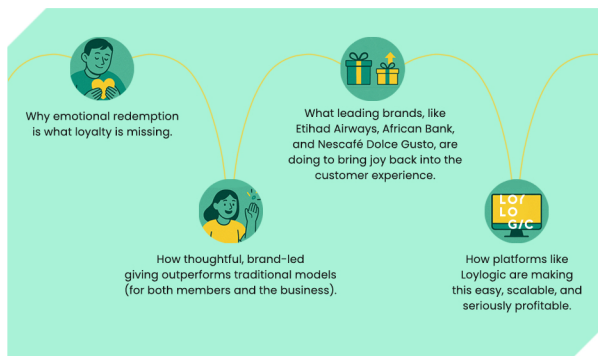 Why emotional redemption
is what loyalty is missing.
How thoughtful, brand-led
giving outperforms traditional models
(for both members and the business).
What leading brands, like
Etihad Airways, African Bank,
and Nescafé Dolce Gusto, are
doing to bring joy back into the
customer experience.
LOY
LO
G/C
How platforms like
Loylogic are making
this easy, scalable, and
seriously profitable.